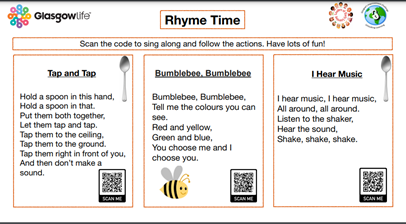 Glasgowlife
Rhyme Time
Scan the code to sing along and follow the actions. Have lots of fun!
Tap and Tap
Hold a spoon in this hand,
Hold a spoon in that.
Put them both together,
Let them tap and tap.
Tap them to the ceiling,
Tap them to the ground.
Tap them right in front of you,
And then don't make a
sound.
SCAN ME
Bumblebee, Bumblebee
Bumblebee, Bumblebee,
Tell me the colours you can
see.
Red and yellow,
Green and blue,
You choose me and I
choose you.
SCAN ME
I Hear Music
I hear music, I hear music,
All around, all around.
Listen to the shaker,
Hear the sound,
Shake, shake, shake.
SCAN ME